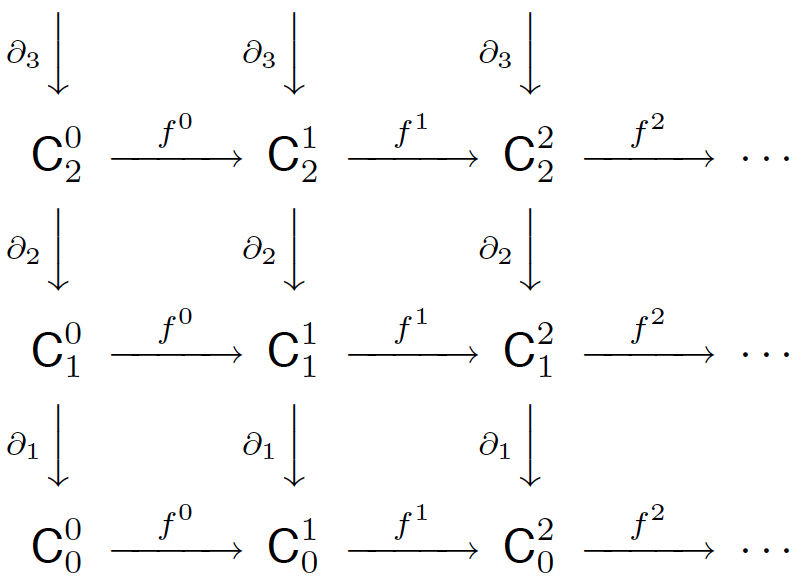 ∂₃ ∂₃ ∂₃
C₂⁰ f⁰ C₂¹ f¹ C₂² f² ···
∂₂ ∂₂ ∂₂
C₁⁰ f⁰ C₁¹ f¹ C₁² f² ···
∂₁ ∂₁ ∂₁
C₀⁰ f⁰ C₀¹ f¹ C₀² f² ···